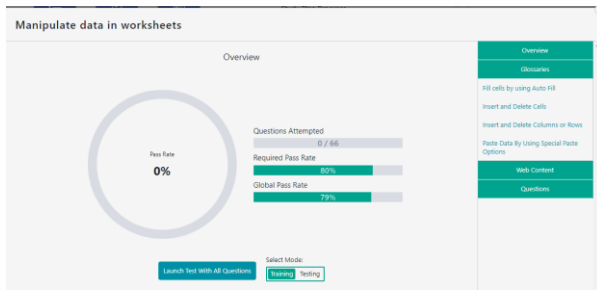 Manipulate data in worksheets
Overview
Pass Rate
0%
Questions Attempted
0 / 66
Required Pass Rate
80%
Global Pass Rate
79%
Launch Test With All Questions
Select Mode:
Training Testing
Overview
Glossaries
Fill cells by using Auto Fill
Insert and Delete Cells
Insert and Delete Columns or Rows
Paste Data By Using Special Paste
Options
Web Content
Questions